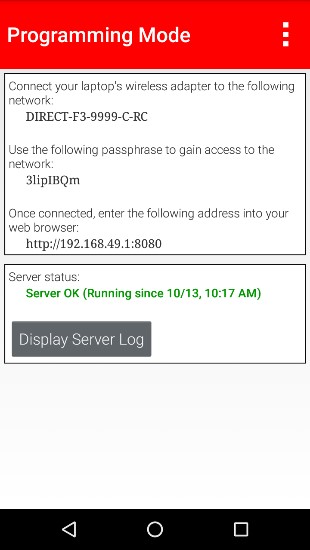 Programming Mode
Connect your laptop's wireless adapter to the following
network:
DIRECT-F3-9999-C-RC
Use the following passphrase to gain access to the
network:
3lipIBQm
Once connected, enter the following address into your
web browser:
http://192.168.49.1:8080
Server status:
Server OK (Running since 10/13, 10:17 AM)
Display Server Log